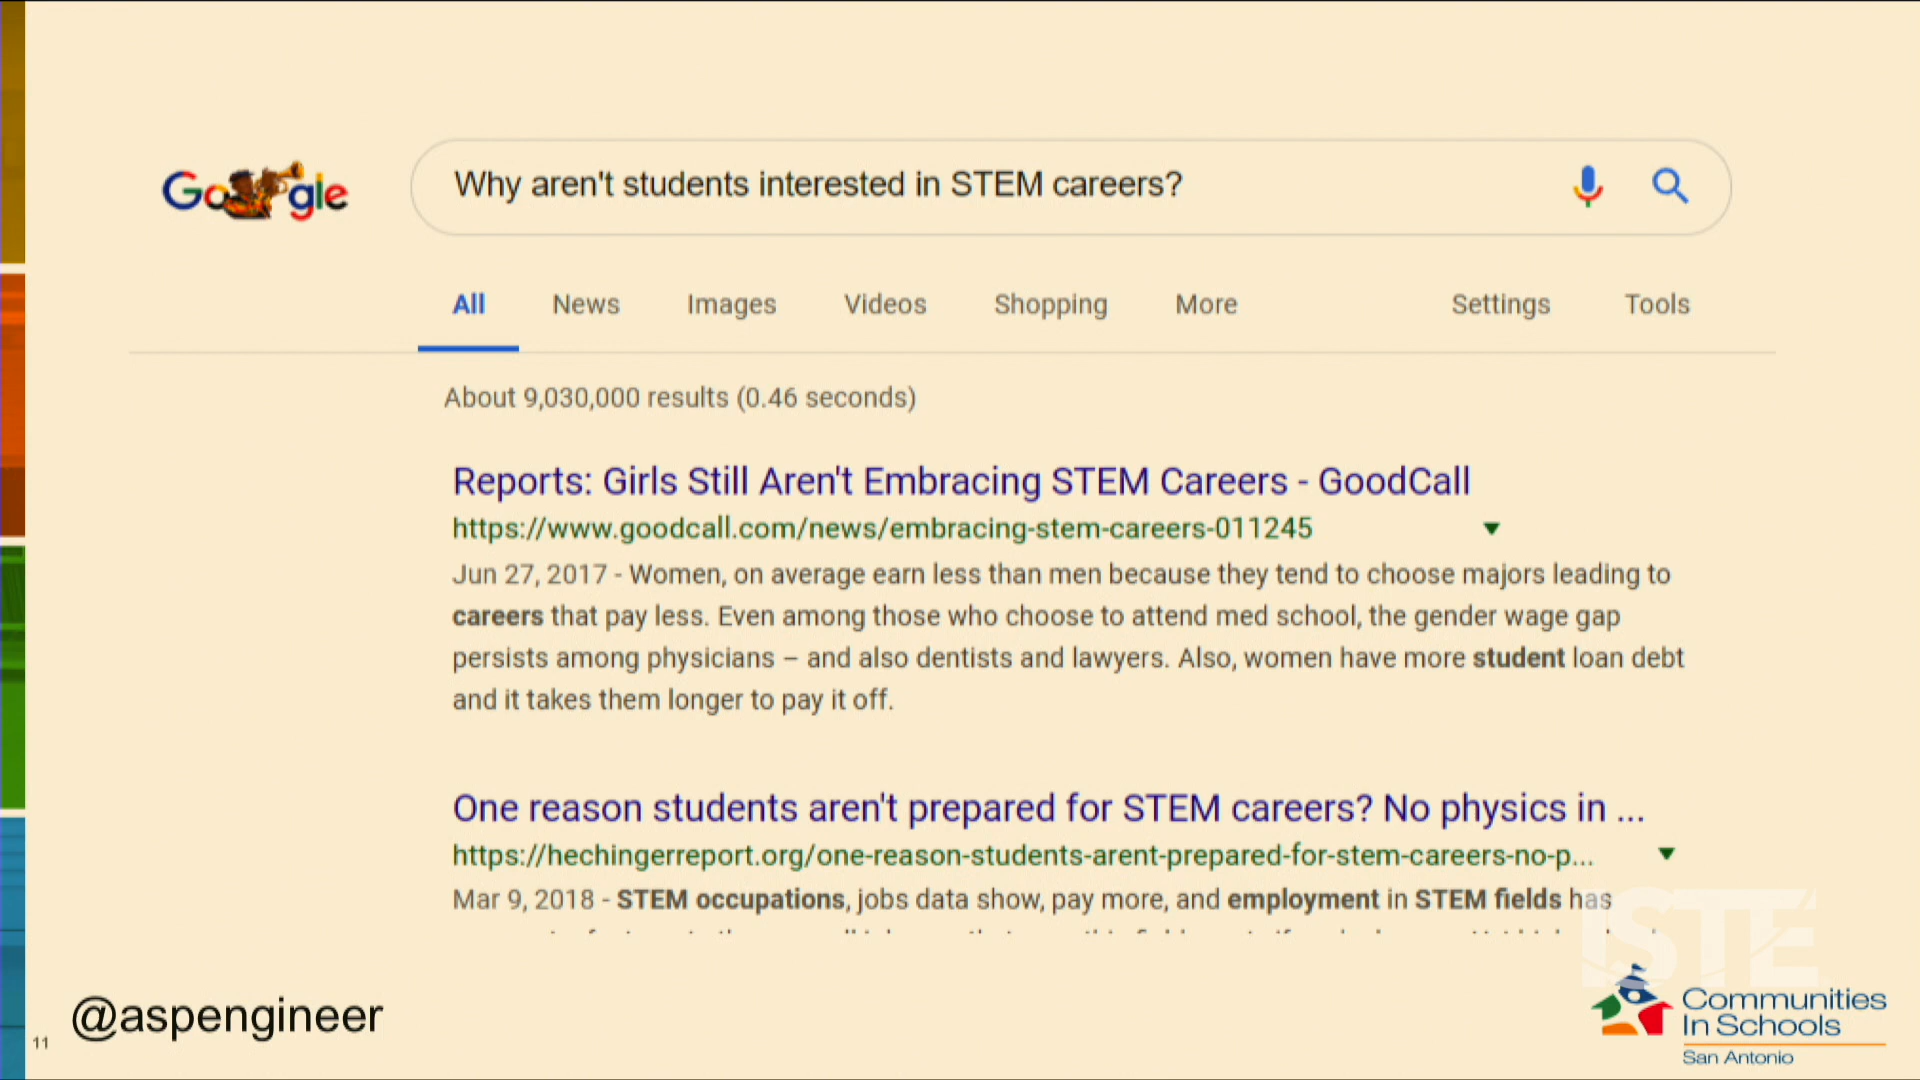 Google
Why aren't students interested in STEM careers?
All News Images Videos Shopping More Settings Tools
About 9,030,000 results (0.46 seconds)
Reports: Girls Still Aren't Embracing STEM Careers - GoodCall
https://www.goodcall.com/news/embracing-stem-careers-011245
Jun 27, 2017 - Women, on average earn less than men because they tend to choose majors leading to
careers that pay less. Even among those who choose to attend med school, the gender wage gap
persists among physicians – and also dentists and lawyers. Also, women have more student loan debt
and it takes them longer to pay it off.
One reason students aren't prepared for STEM careers? No physics in ...
https://hechingerreport.org/one-reason-students-arent-prepared-for-stem-careers-no-p...
Mar 9, 2018 - STEM occupations, jobs data show, pay more, and employment in STEM fields has
ISTE
@aspengineer
11
Communities
In Schools
San Antonio